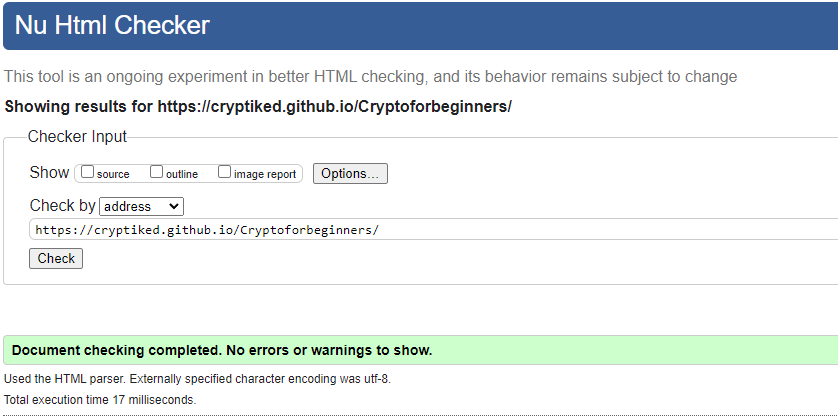 Nu Html Checker
This tool is an ongoing experiment in better HTML checking, and its behavior remains subject to change
Showing results for https://cryptiked.github.io/Cryptoforbeginners/
Checker Input
Show source outline image report Options...
Check by address
https://cryptiked.github.io/Cryptoforbeginners/
Check
Document checking completed. No errors or warnings to show.
Used the HTML parser. Externally specified character encoding was utf-8.
Total execution time 17 milliseconds.